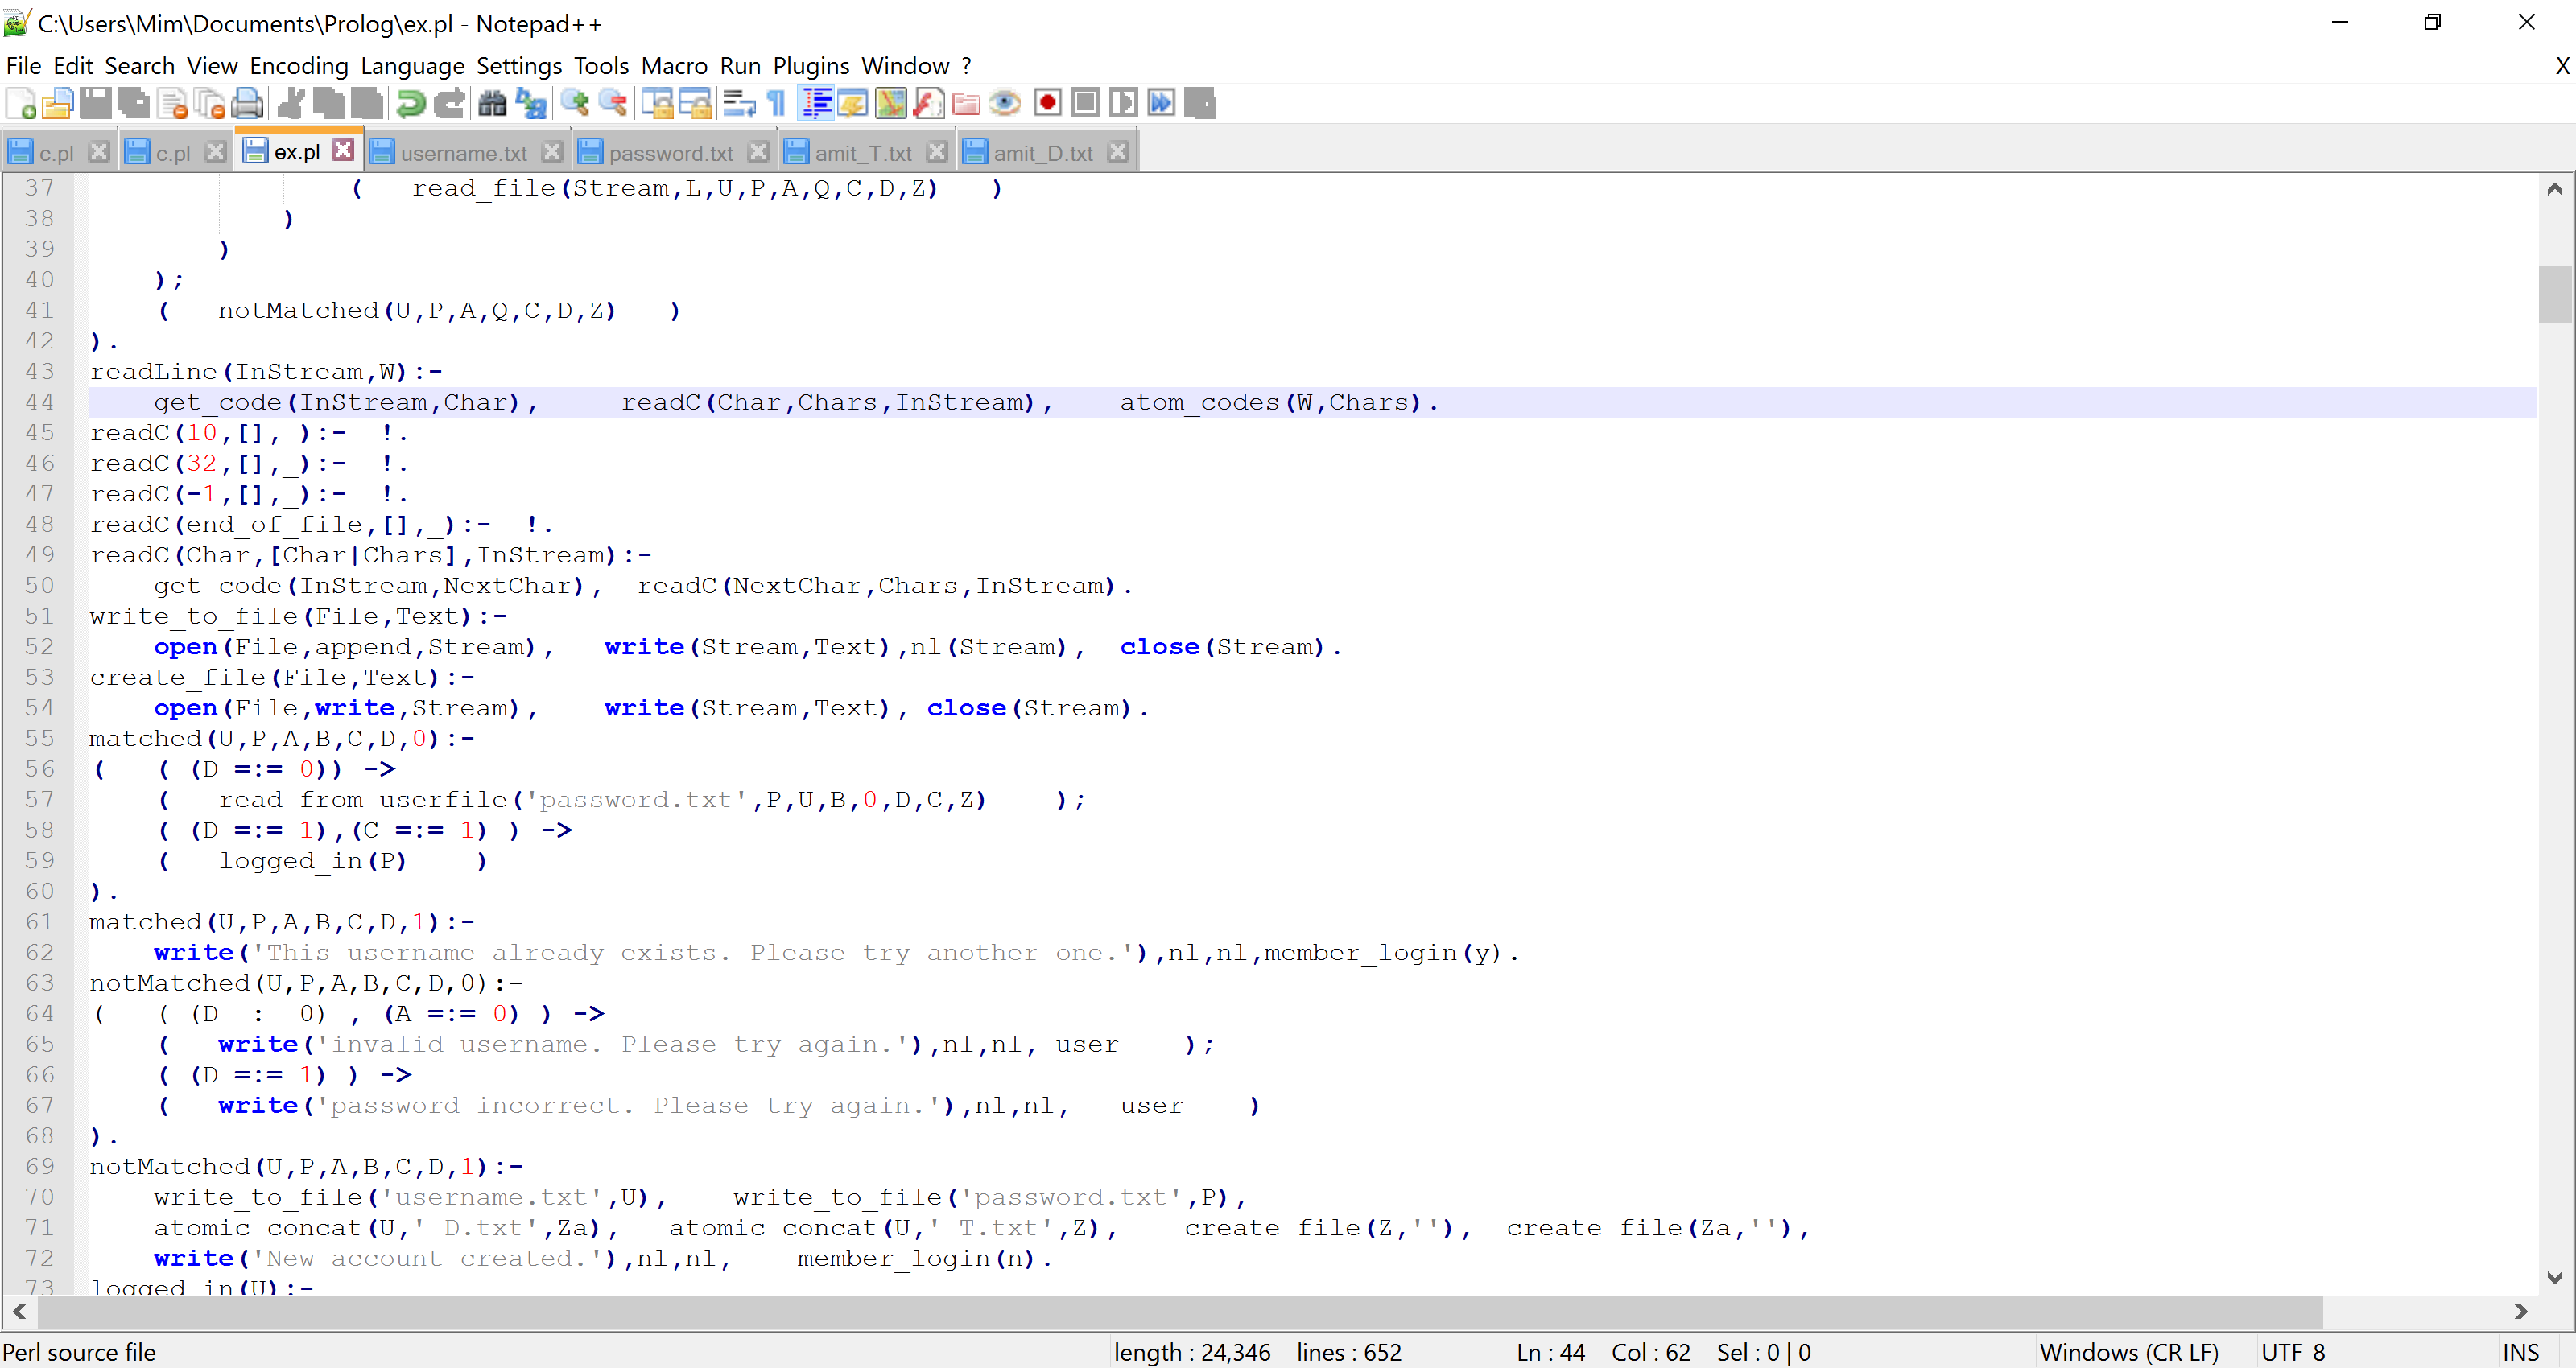 C:\Users\Mim\Documents\Prolog\ex.pl - Notepad++
File Edit Search View Encoding Language Settings Tools Macro Run Plugins Window ? X
c.pl c.pl ex.pl username.txt password.txt amit_T.txt amit_D.txt
37 ( read_file(Stream,L,U,P,A,Q,C,D,Z) )
38 )
39 )
40 );
41 ( notMatched(U,P,A,Q,C,D,Z) )
42 ).
43 readLine(InStream,W):-
44 get_code(InStream,Char), readC(Char,Chars,InStream), atom_codes(W,Chars).
45 readC(10,[],_):- !.
46 readC(32,[],_):- !.
47 readC(-1,[],_):- !.
48 readC(end_of_file,[],_):- !.
49 readC(Char,[Char|Chars],InStream):-
50 get_code(InStream,NextChar), readC(NextChar,Chars,InStream).
51 write_to_file(File,Text):-
52 open(File,append,Stream), write(Stream,Text),nl(Stream), close(Stream).
53 create_file(File,Text):-
54 open(File,write,Stream), write(Stream,Text), close(Stream).
55 matched(U,P,A,B,C,D,0):-
56 ( ( (D =:= 0)) ->
57 ( read_from_userfile('password.txt',P,U,B,0,D,C,Z) );
58 ( (D =:= 1),(C =:= 1) ) ->
59 ( logged_in(P) )
60 ).
61 matched(U,P,A,B,C,D,1):-
62 write('This username already exists. Please try another one.'),nl,nl,member_login(y).
63 notMatched(U,P,A,B,C,D,0):-
64 ( ( (D =:= 0) , (A =:= 0) ) ->
65 ( write('invalid username. Please try again.'),nl,nl, user );
66 ( (D =:= 1) ) ->
67 ( write('password incorrect. Please try again.'),nl,nl, user )
68 ).
69 notMatched(U,P,A,B,C,D,1):-
70 write_to_file('username.txt',U), write_to_file('password.txt',P),
71 atomic_concat(U,'_D.txt',Za), atomic_concat(U,'_T.txt',Z), create_file(Z,''), create_file(Za,''),
72 write('New account created.'),nl,nl, member_login(n).
73 logged_in(U):-
Perl source file length : 24,346 lines : 652 Ln : 44 Col : 62 Sel : 0 | 0 Windows (CR LF) UTF-8 INS